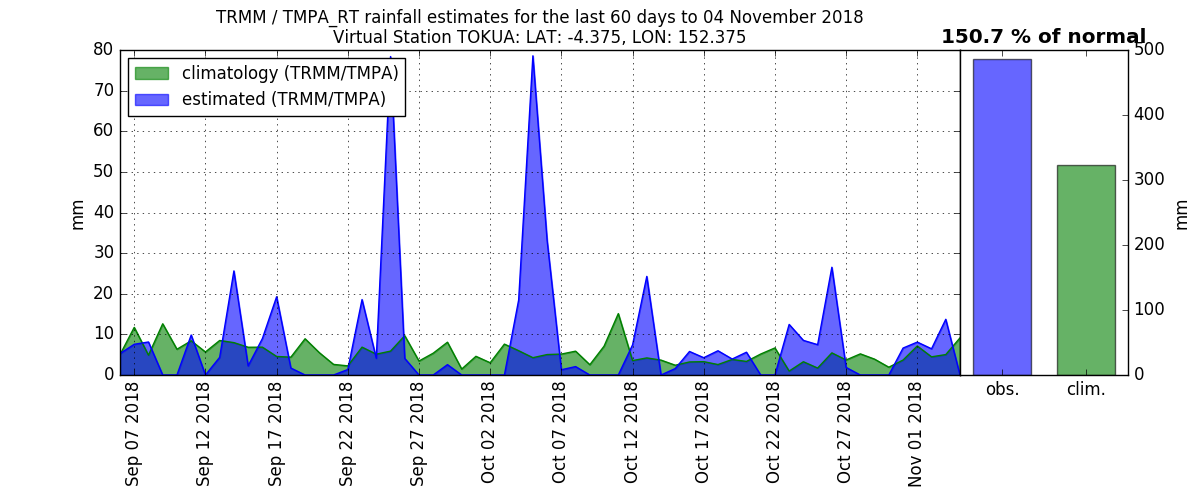 TRMM / TMPA_RT rainfall estimates for the last 60 days to 04 November 2018
Virtual Station TOKUA: LAT: -4.375, LON: 152.375
150.7 % of normal
climatology (TRMM/TMPA)
estimated (TRMM/TMPA)
80
70
60
50
40
30
20
10
0
mm
Sep 07 2018
Sep 12 2018
Sep 17 2018
Sep 22 2018
Sep 27 2018
Oct 02 2018
Oct 07 2018
Oct 12 2018
Oct 17 2018
Oct 22 2018
Oct 27 2018
Nov 01 2018
obs.
clim.
500
400
300
200
100
0
mm